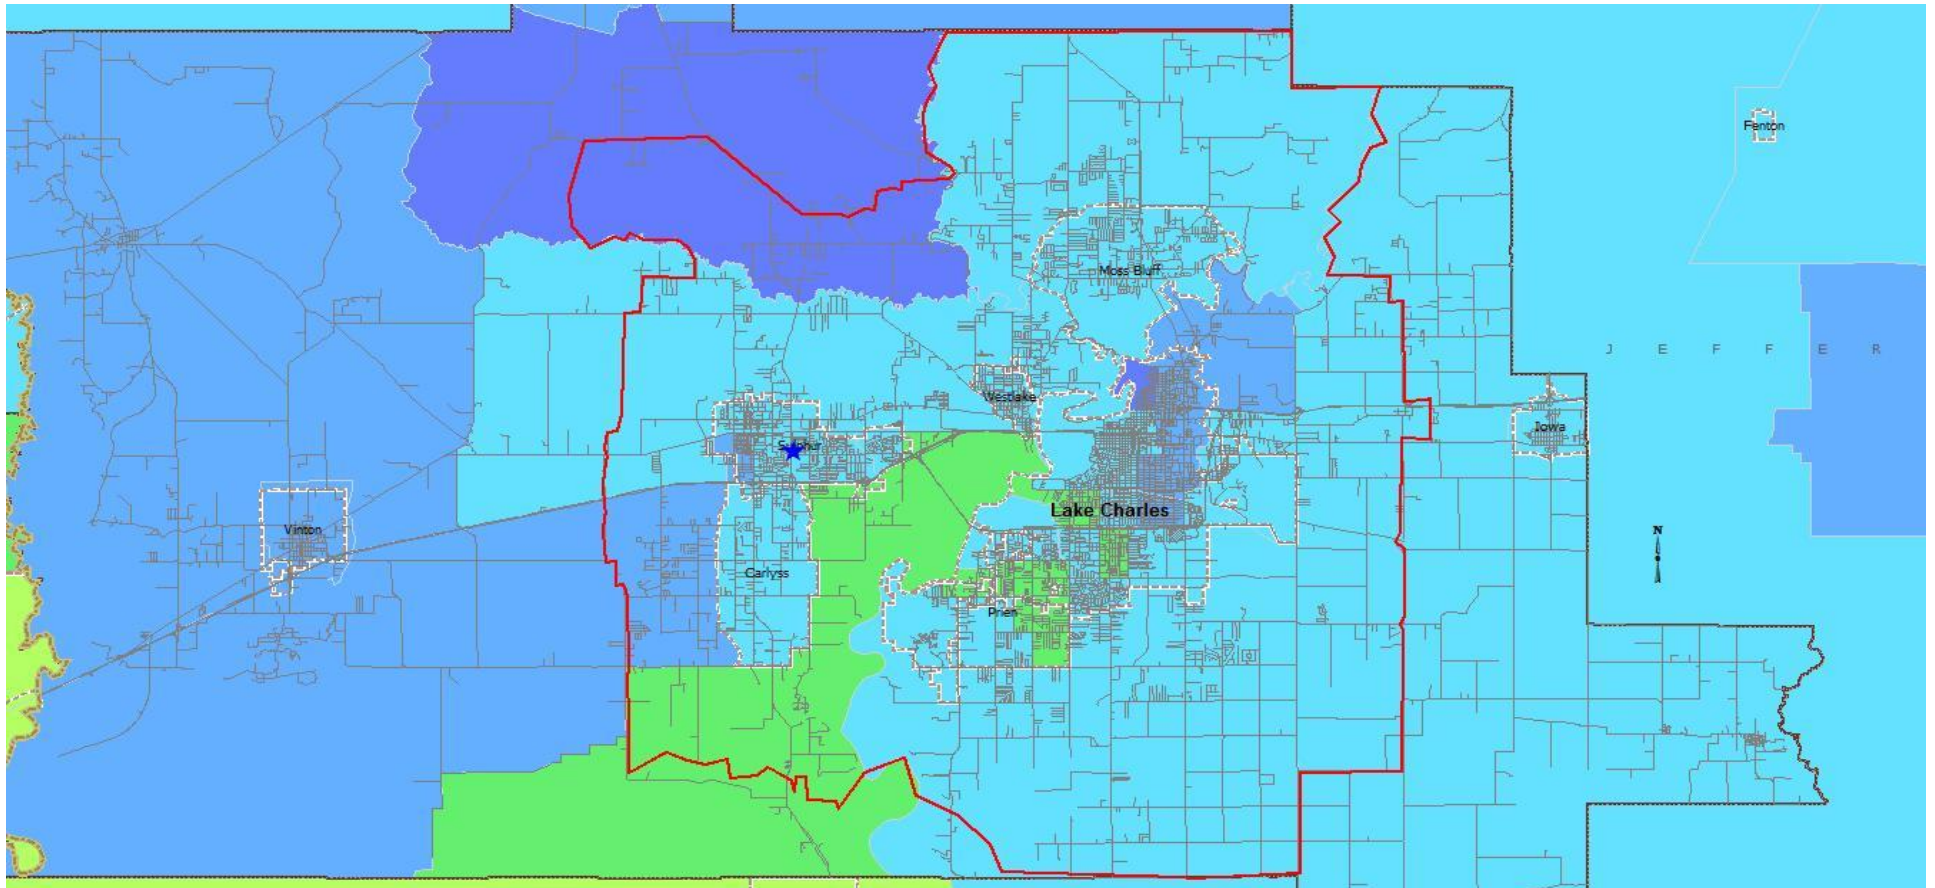 Fenton
Moss Bluff
J E F F E R
Westlake
Iowa
Sulphur
Lake Charles
Vinton
N
Carlyss
Prien